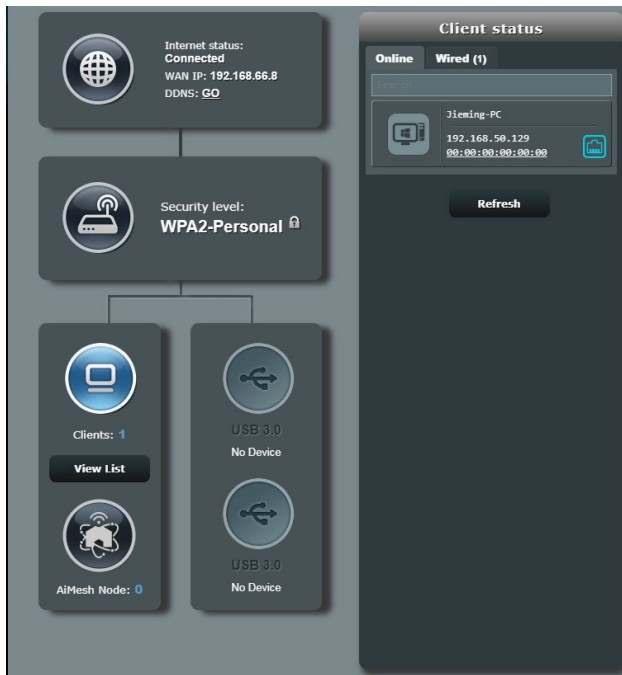 Internet status:
Connected
WAN IP: 192.168.66.8
DDNS: GO
Security level:
WPA2-Personal
Clients: 1
View List
AiMesh Node: 0
USB 3.0
No Device
USB 3.0
No Device
Client status
Online Wired (1)
Search
Jieming-PC
192.168.50.129
00:00:00:00:00:00
Refresh